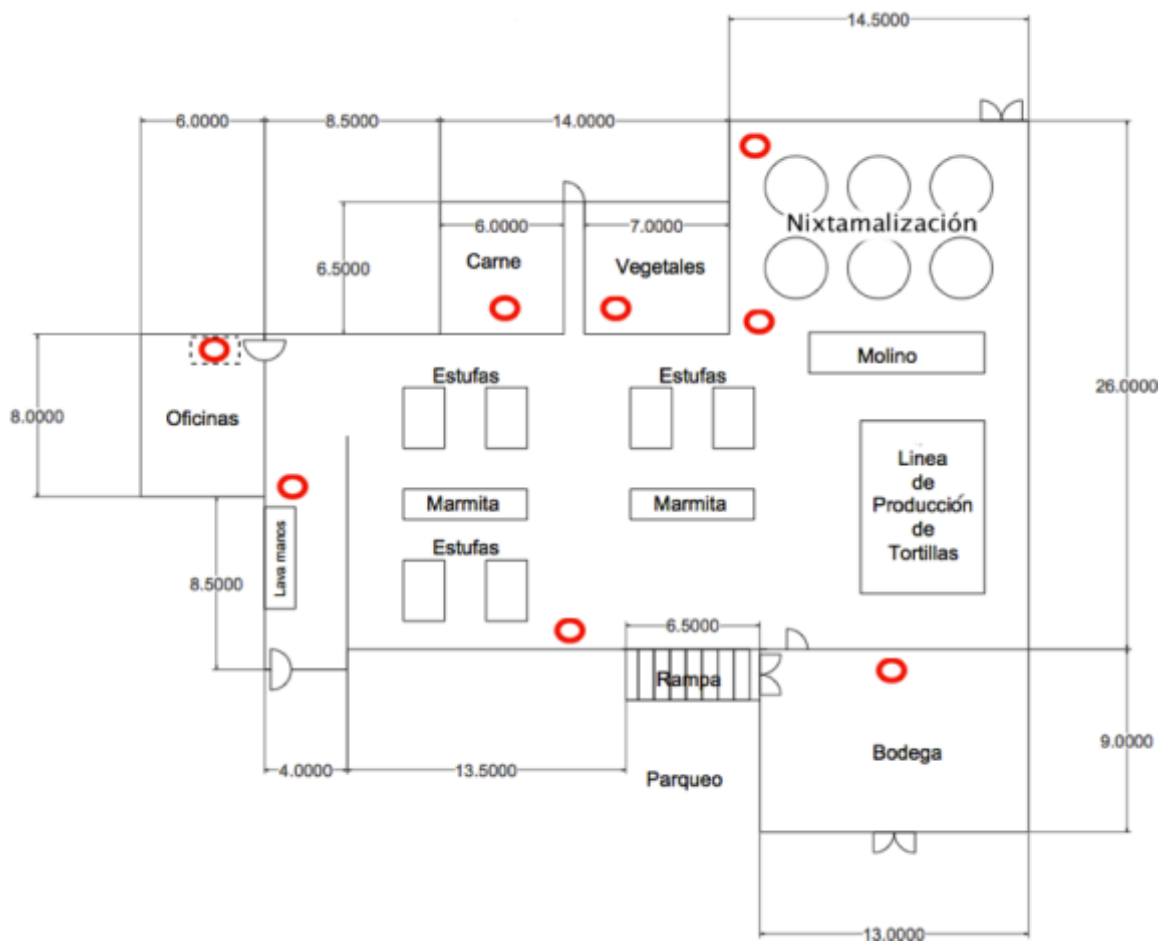 14.5000
6.0000
8.5000
14.0000
Nixtamalización
6.0000
7.0000
Carne
Vegetales
6.5000
Molino
Estufas
Estufas
26.0000
8.0000
Oficinas
Linea
de
Producción
de
Tortillas
Marmita
Marmita
Lava manos
Estufas
8.5000
6.5000
Rampa
9.0000
Bodega
4.0000
13.5000
Parqueo
13.0000